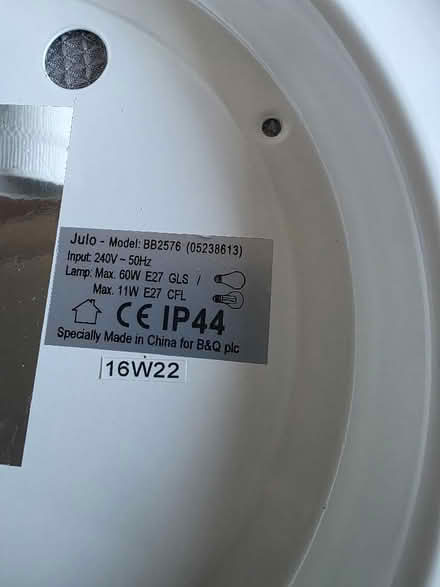 Julo - Model: BB2576 (05238613)
Input: 240V ~ 50Hz
Lamp: Max. 60W E27 GLS /
Max. 11W E27 CFL
CE IP44
Specially Made in China for B&Q plc
16W22